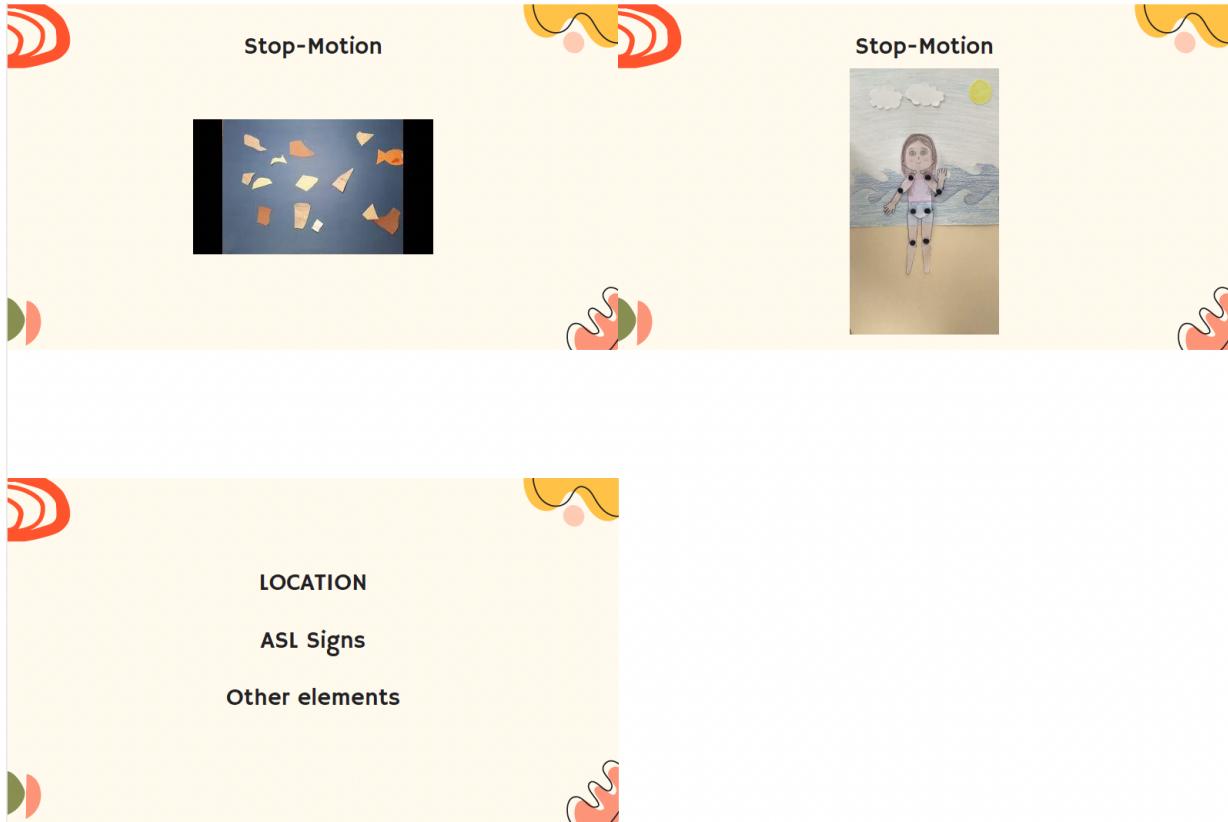 Stop-Motion
Stop-Motion
LOCATION
ASL Signs
Other elements